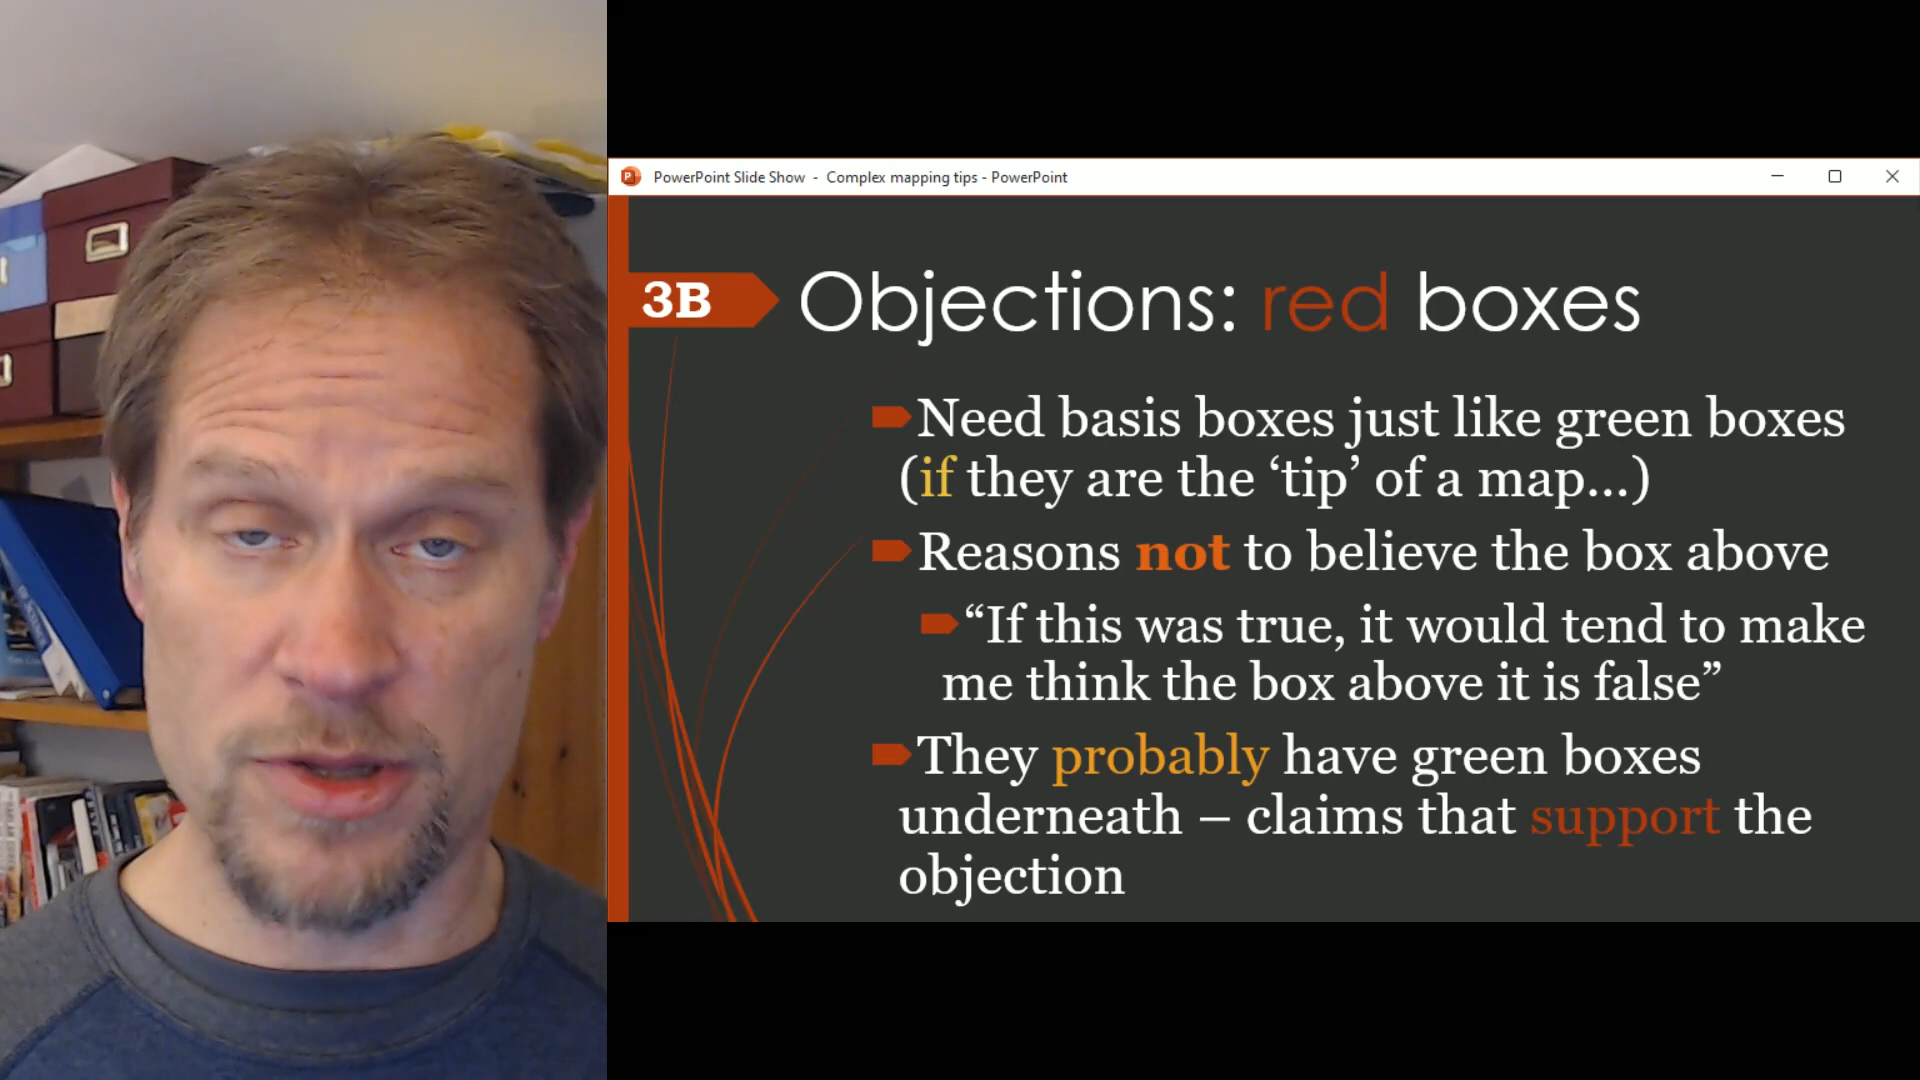 PowerPoint Slide Show - Complex mapping tips - PowerPoint
3B
Objections: red boxes
Need basis boxes just like green boxes
(if they are the ‘tip’ of a map...)
Reasons not to believe the box above
“If this was true, it would tend to make
me think the box above it is false”
They probably have green boxes
underneath – claims that support the
objection